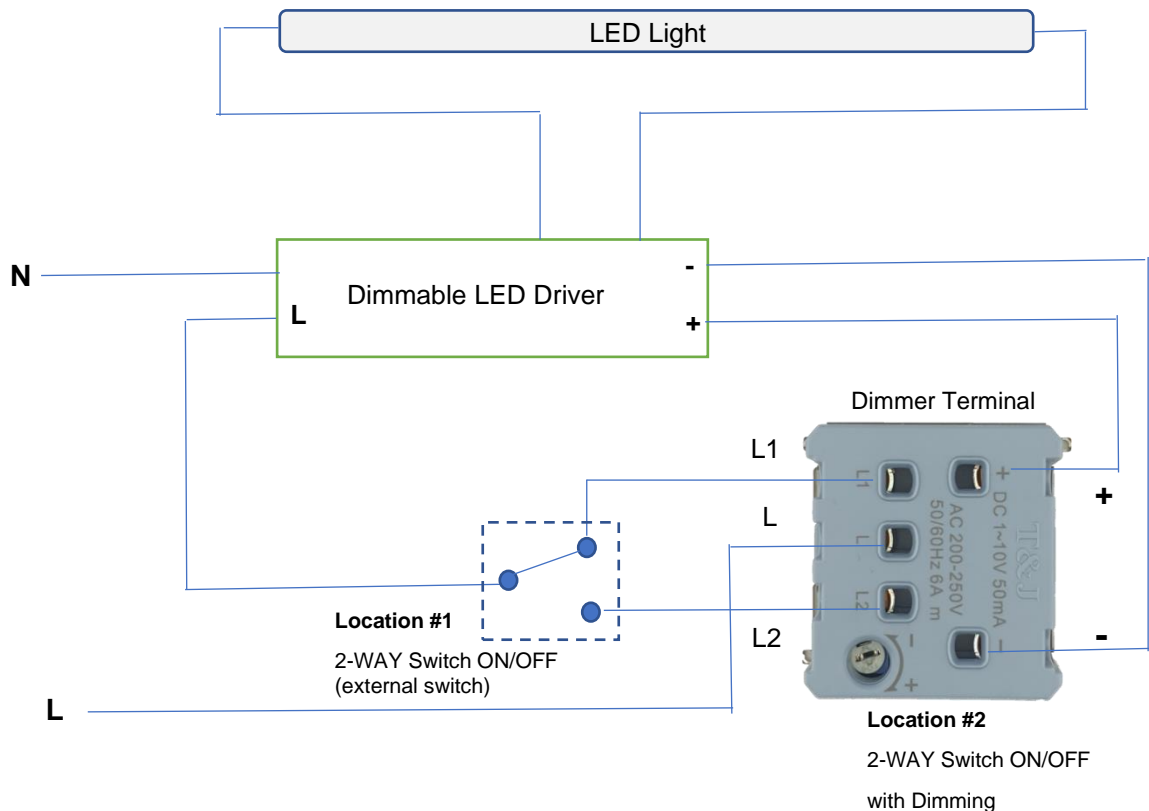 LED Light
N
Dimmable LED Driver
-
L
+
Dimmer Terminal
L1
L
L2
L1
L
L2
+
-
DC 1~10V 50mA
AC 200-250V
50/60Hz 6A m
T&J
-
+
+
-
Location #1
2-WAY Switch ON/OFF
(external switch)
L
Location #2
2-WAY Switch ON/OFF
with Dimming